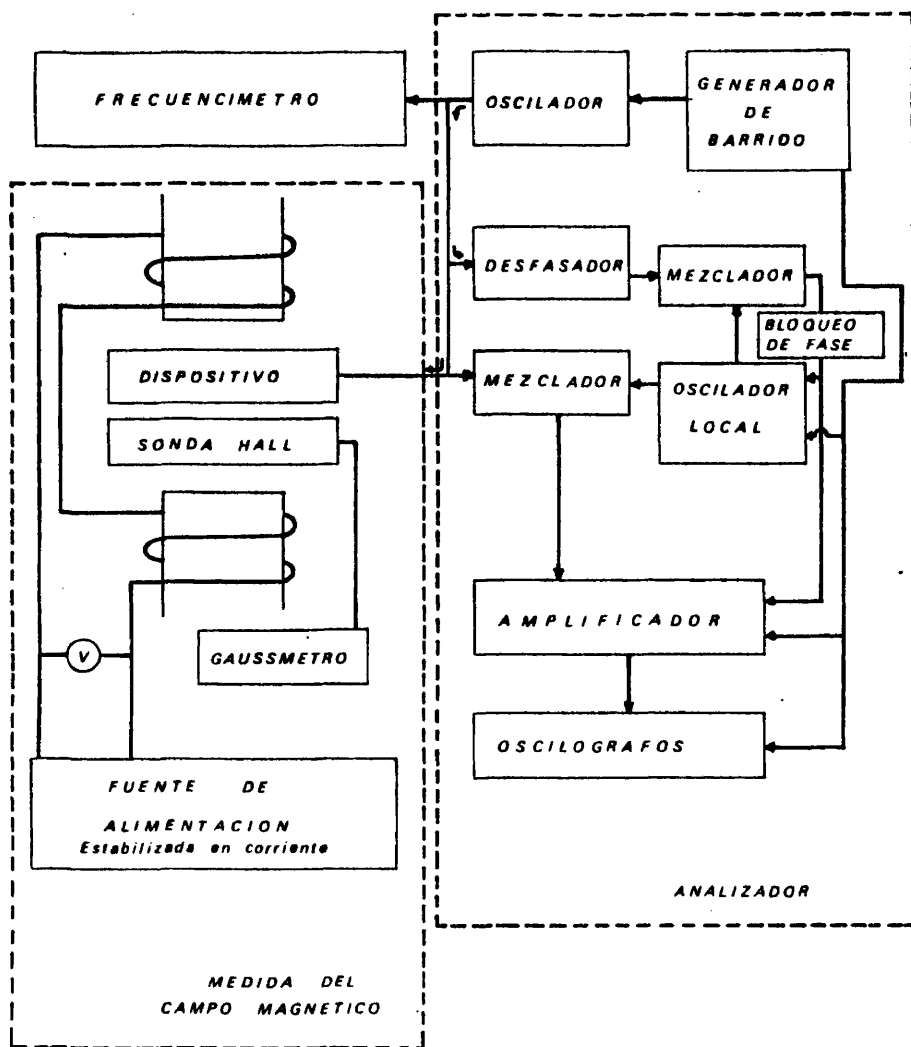 FRECUENCIMETRO
OSCILADOR
GENERADOR
DE
BARRIDO
DESFASADOR
MEZCLADOR
BLOQUEO
DE FASE
DISPOSITIVO
MEZCLADOR
OSCILADOR
LOCAL
SONDA HALL
AMPLIFICADOR
V
GAUSSMETRO
OSCILOGRAFOS
FUENTE DE
ALIMENTACION
Estabilizada en corriente
ANALIZADOR
MEDIDA DEL
CAMPO MAGNETICO